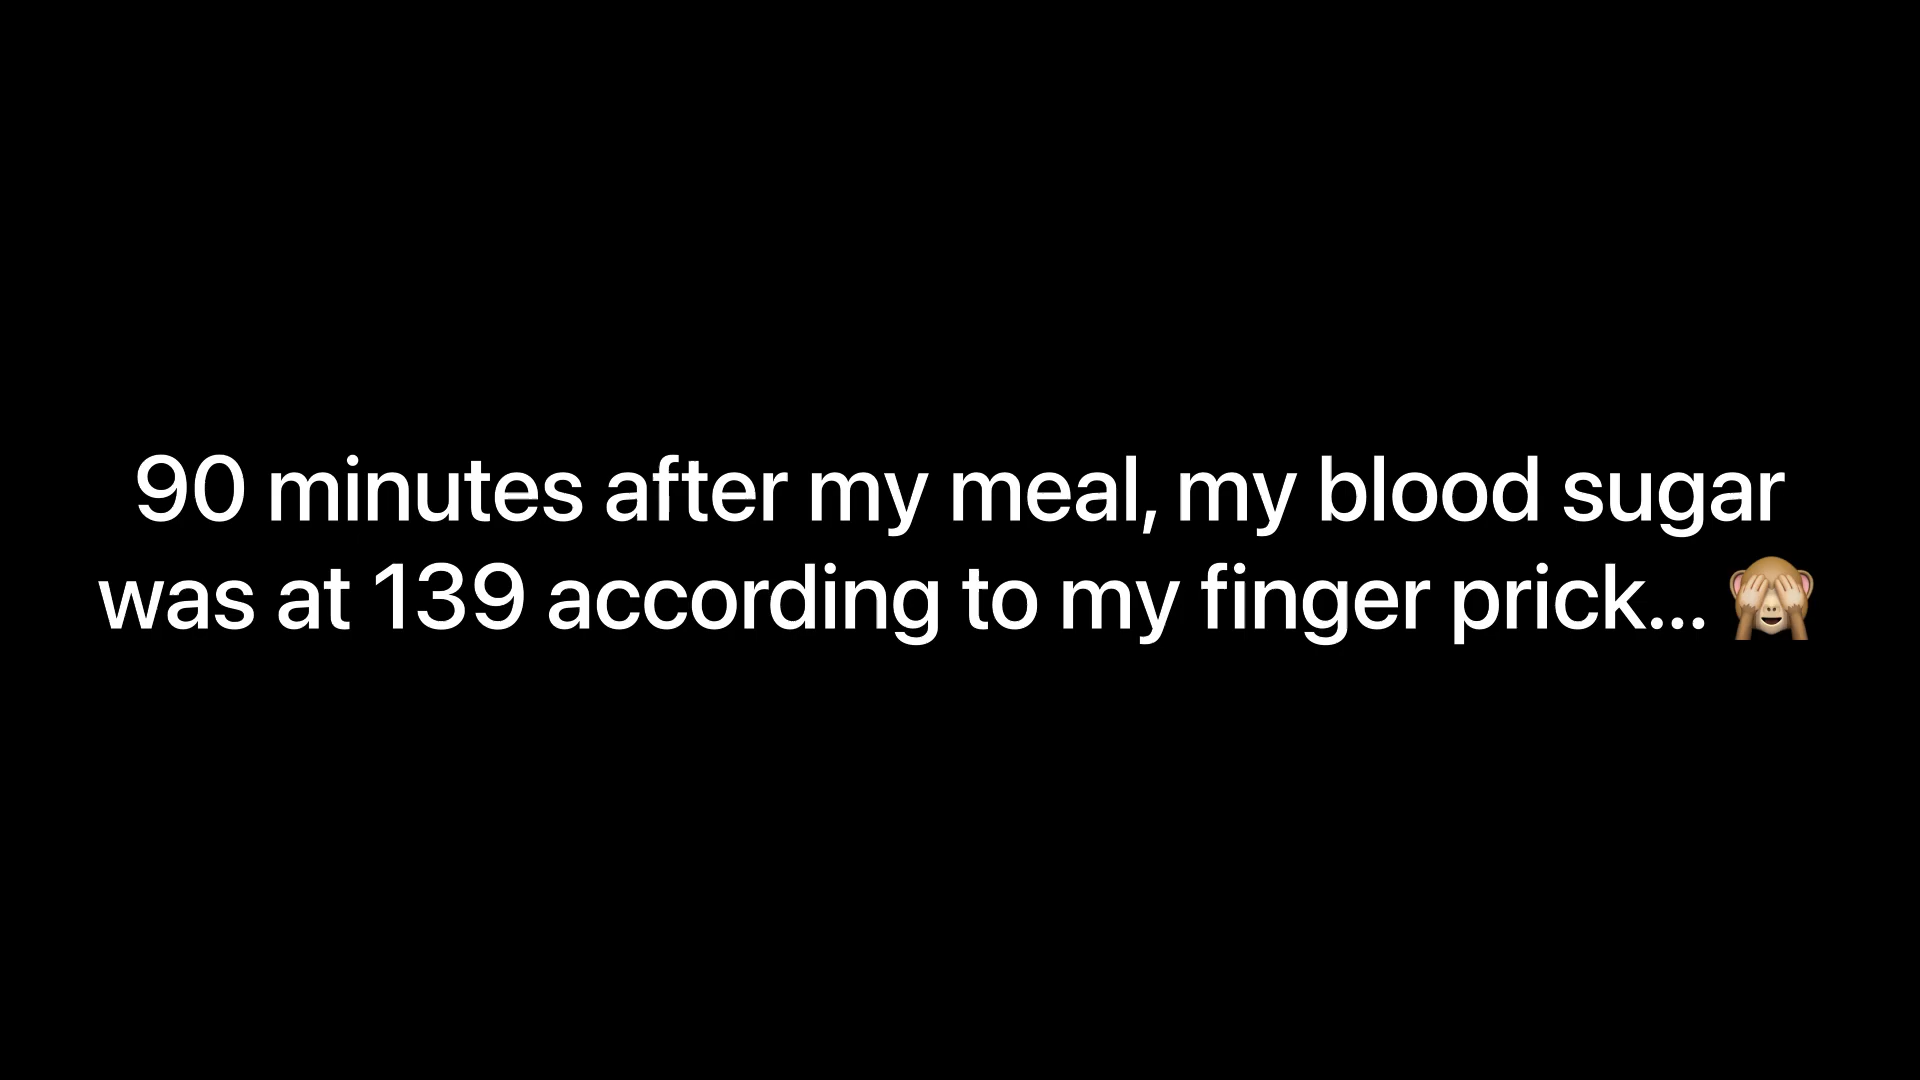 90 minutes after my meal, my blood sugar
was at 139 according to my finger prick... 🙈